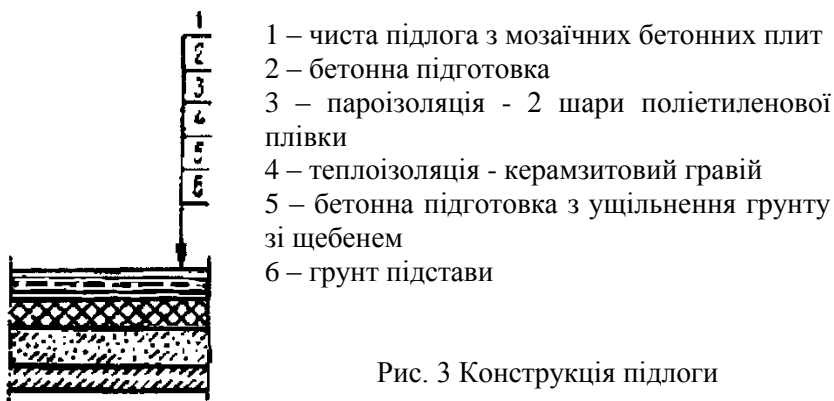 1
2
3
4
5
6
1 – чиста підлога з мозаїчних бетонних плит
2 – бетонна підготовка
3 – пароізоляція - 2 шари поліетиленової
плівки
4 – теплоізоляція - керамзитовий гравій
5 – бетонна підготовка з ущільнення грунту
зі щебенем
6 – грунт підстави
Рис. 3 Конструкція підлоги